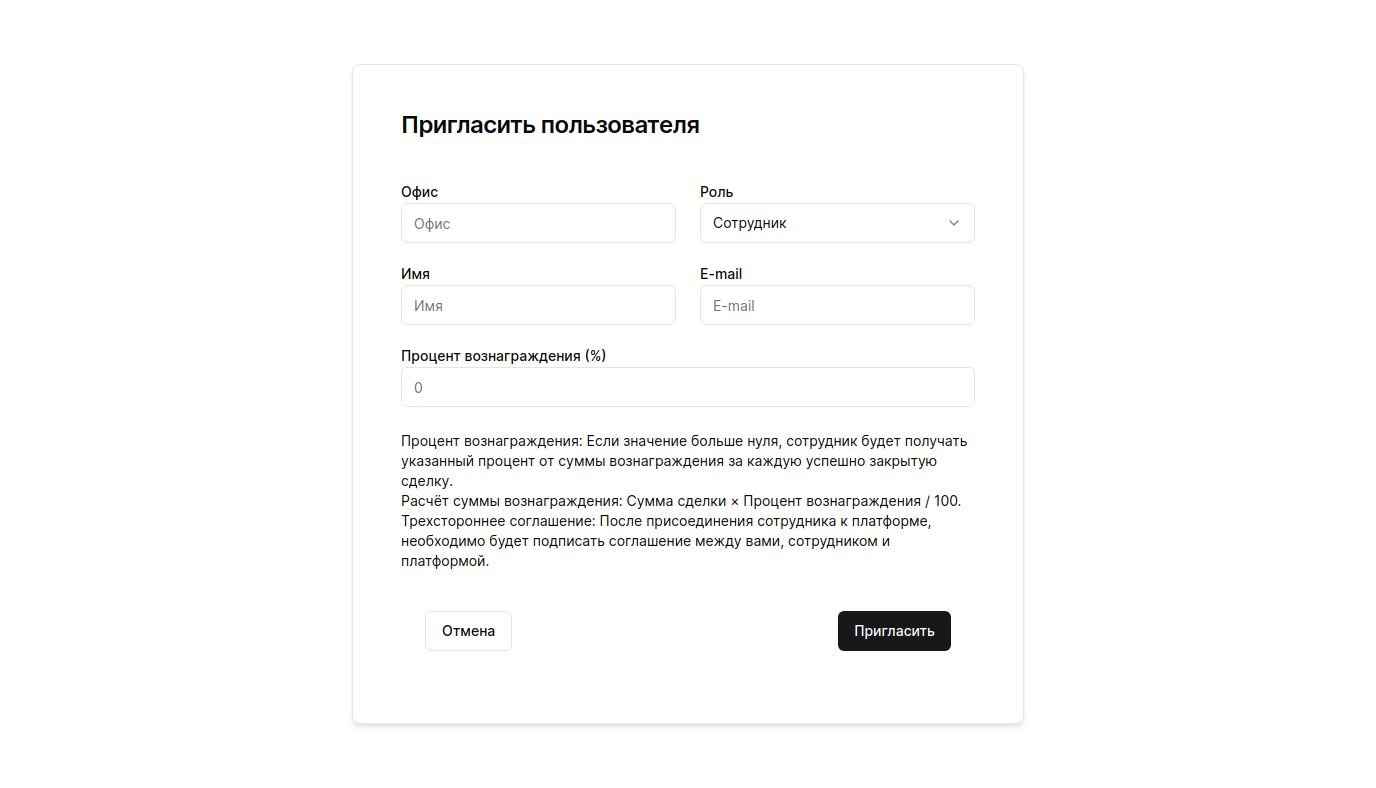 Пригласить пользователя
Офис
Роль
Офис
Сотрудник
Имя
E-mail
Имя
E-mail
Процент вознаграждения (%)
0
Процент вознаграждения: Если значение больше нуля, сотрудник будет получать
указанный процент от суммы вознаграждения за каждую успешно закрытую
сделку.
Расчёт суммы вознаграждения: Сумма сделки × Процент вознаграждения / 100.
Трехстороннее соглашение: После присоединения сотрудника к платформе,
необходимо будет подписать соглашение между вами, сотрудником и
платформой.
Отмена
Пригласить